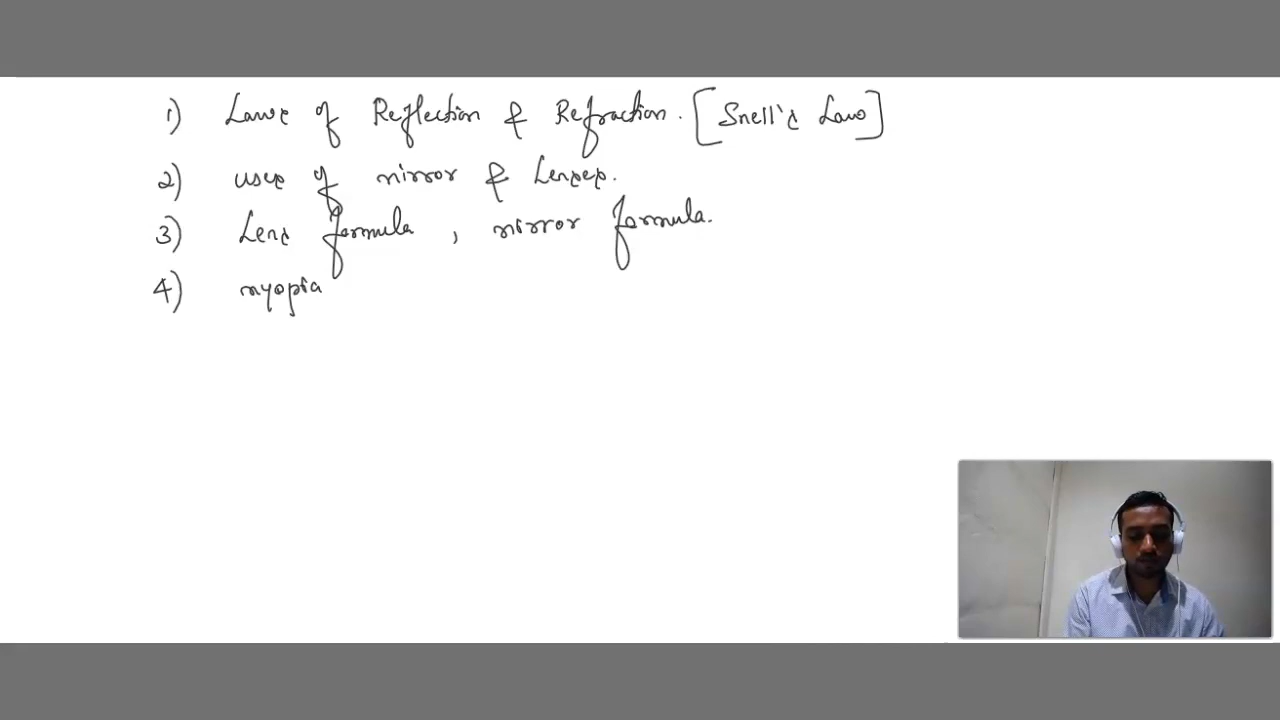 1) Laws of Reflection & Refraction. [Snell's Law]
2) uses of mirror & Lenses.
3) Lens formula, mirror formula.
4) myopia